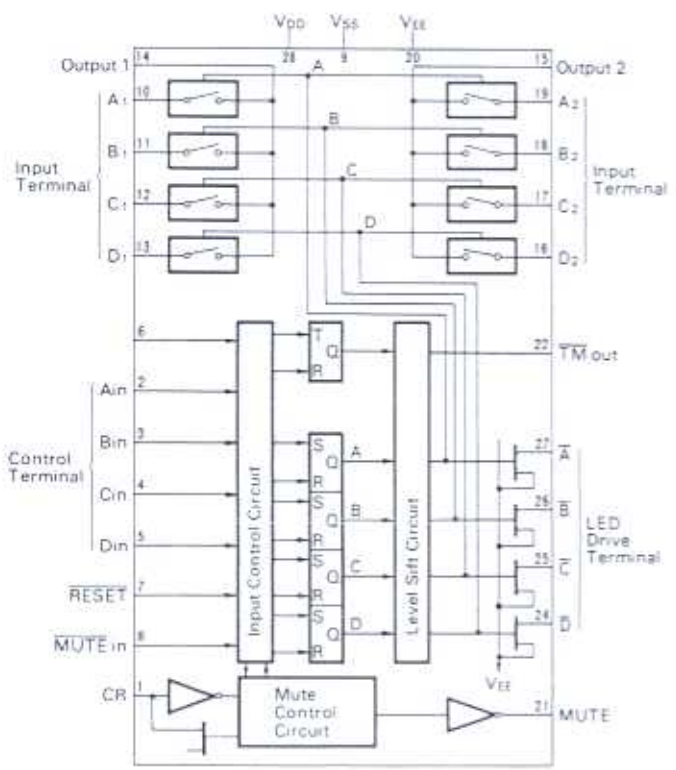 VDD VSS VEE
14 28 9 20 15
Output 1 A Output 2
A1 10 19 A2
B
B1 11 18 B2
Input Terminal Input Terminal
C
C1 12 17 C2
D
D1 13 16 D2
6 T Q R 22 TM out
Ain 2
Bin 3 S Q A R 27 A
Control Terminal
Cin 4 S Q B R 26 B
LED Drive Terminal
Din 5 S Q C R 25 C
RESET 7
S Q D R 24 D
MUTE in 8
Input Control Circuit
Level Sift Circuit
VEE
CR 1
Mute Control Circuit
21 MUTE